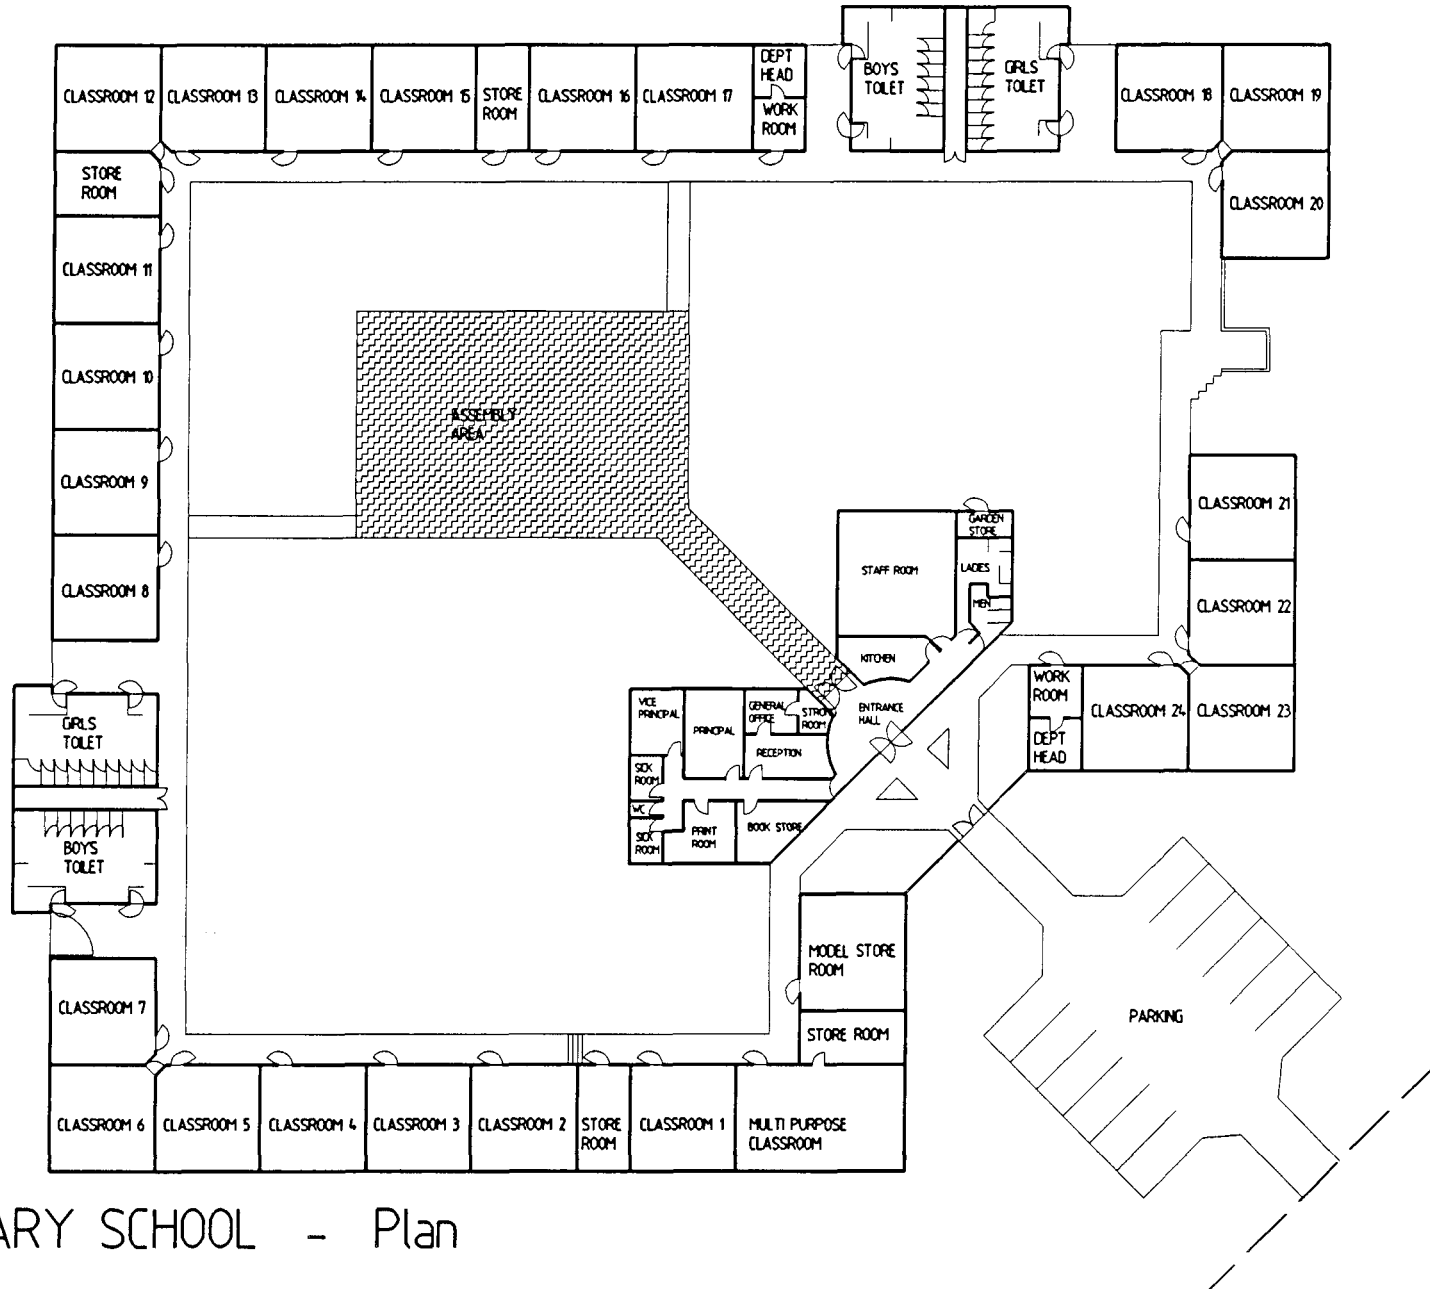 DEPT
HEAD
BOYS
TOILET
GIRLS
TOILET
CLASSROOM 12
CLASSROOM 13
CLASSROOM 14
CLASSROOM 15
STORE
ROOM
CLASSROOM 16
CLASSROOM 17
WORK
ROOM
CLASSROOM 18
CLASSROOM 19
STORE
ROOM
CLASSROOM 20
CLASSROOM 11
CLASSROOM 10
ASSEMBLY
AREA
CLASSROOM 9
CLASSROOM 21
GARDEN
STORE
STAFF ROOM
LADIES
CLASSROOM 8
MEN
CLASSROOM 22
KITCHEN
WORK
ROOM
VICE
PRINCIPAL
GENERAL
OFFICE
STRONG
ROOM
ENTRANCE
HALL
CLASSROOM 24
CLASSROOM 23
GIRLS
TOILET
PRINCIPAL
RECEPTION
DEPT
HEAD
SICK
ROOM
WC
SICK
ROOM
PRINT
ROOM
BOOK STORE
BOYS
TOILET
MODEL STORE
ROOM
CLASSROOM 7
PARKING
STORE ROOM
CLASSROOM 6
CLASSROOM 5
CLASSROOM 4
CLASSROOM 3
CLASSROOM 2
STORE
ROOM
CLASSROOM 1
MULTI PURPOSE
CLASSROOM
ARY SCHOOL - Plan